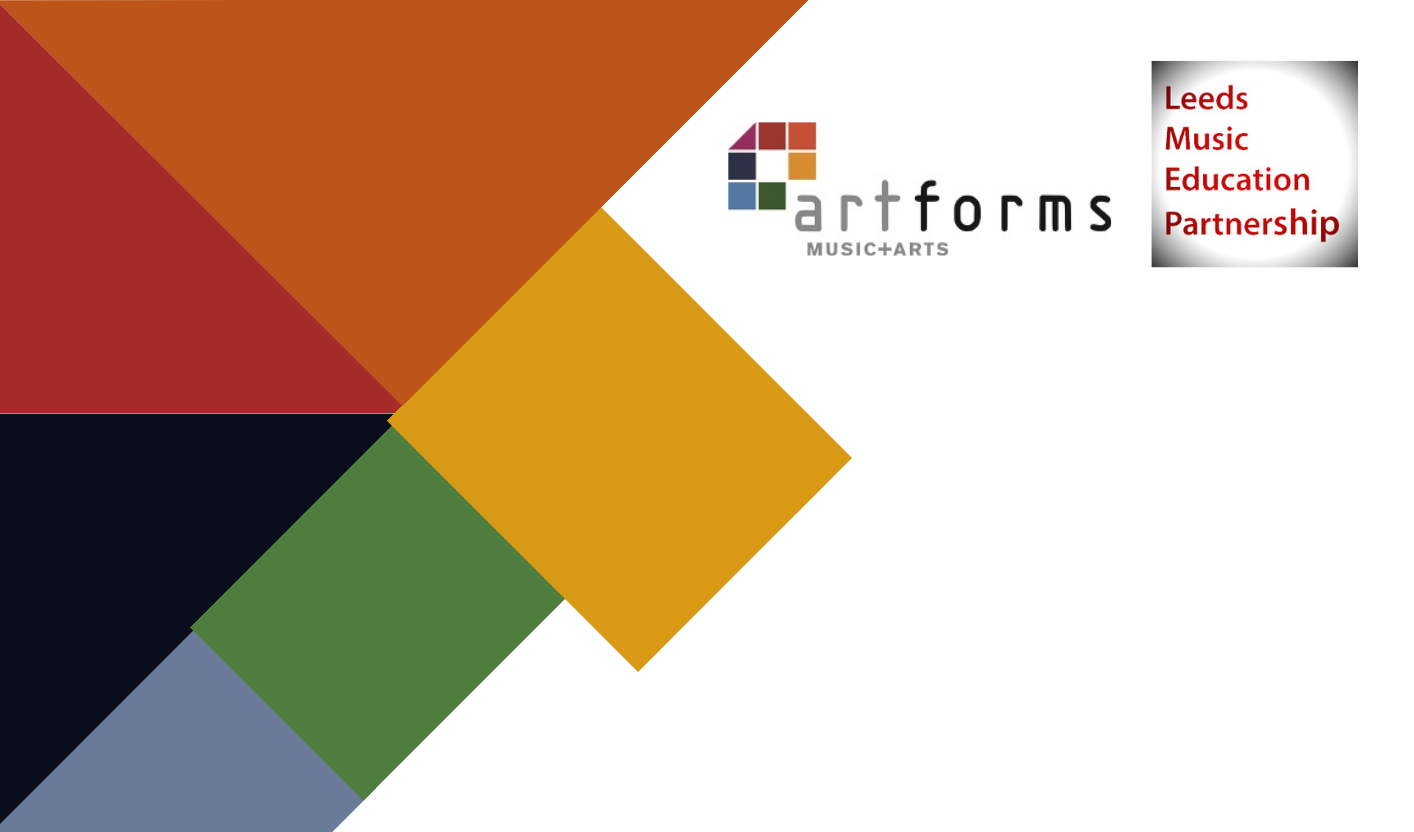 artforms
MUSIC+ARTS
Leeds
Music
Education
Partnership